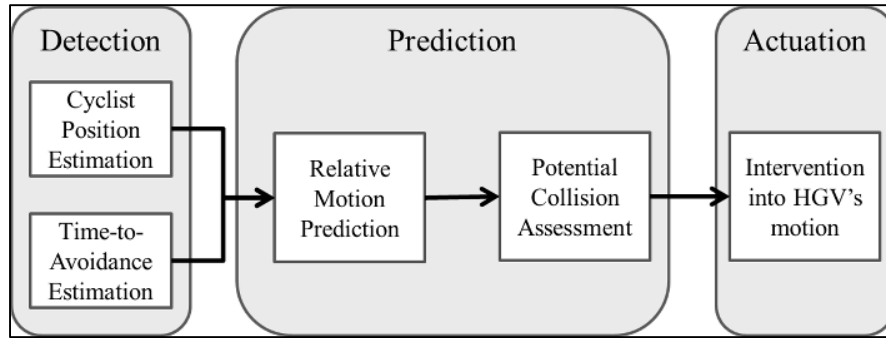 Detection
Cyclist
Position
Estimation
Time-to-
Avoidance
Estimation
Prediction
Relative
Motion
Prediction
Potential
Collision
Assessment
Actuation
Intervention
into HGV's
motion